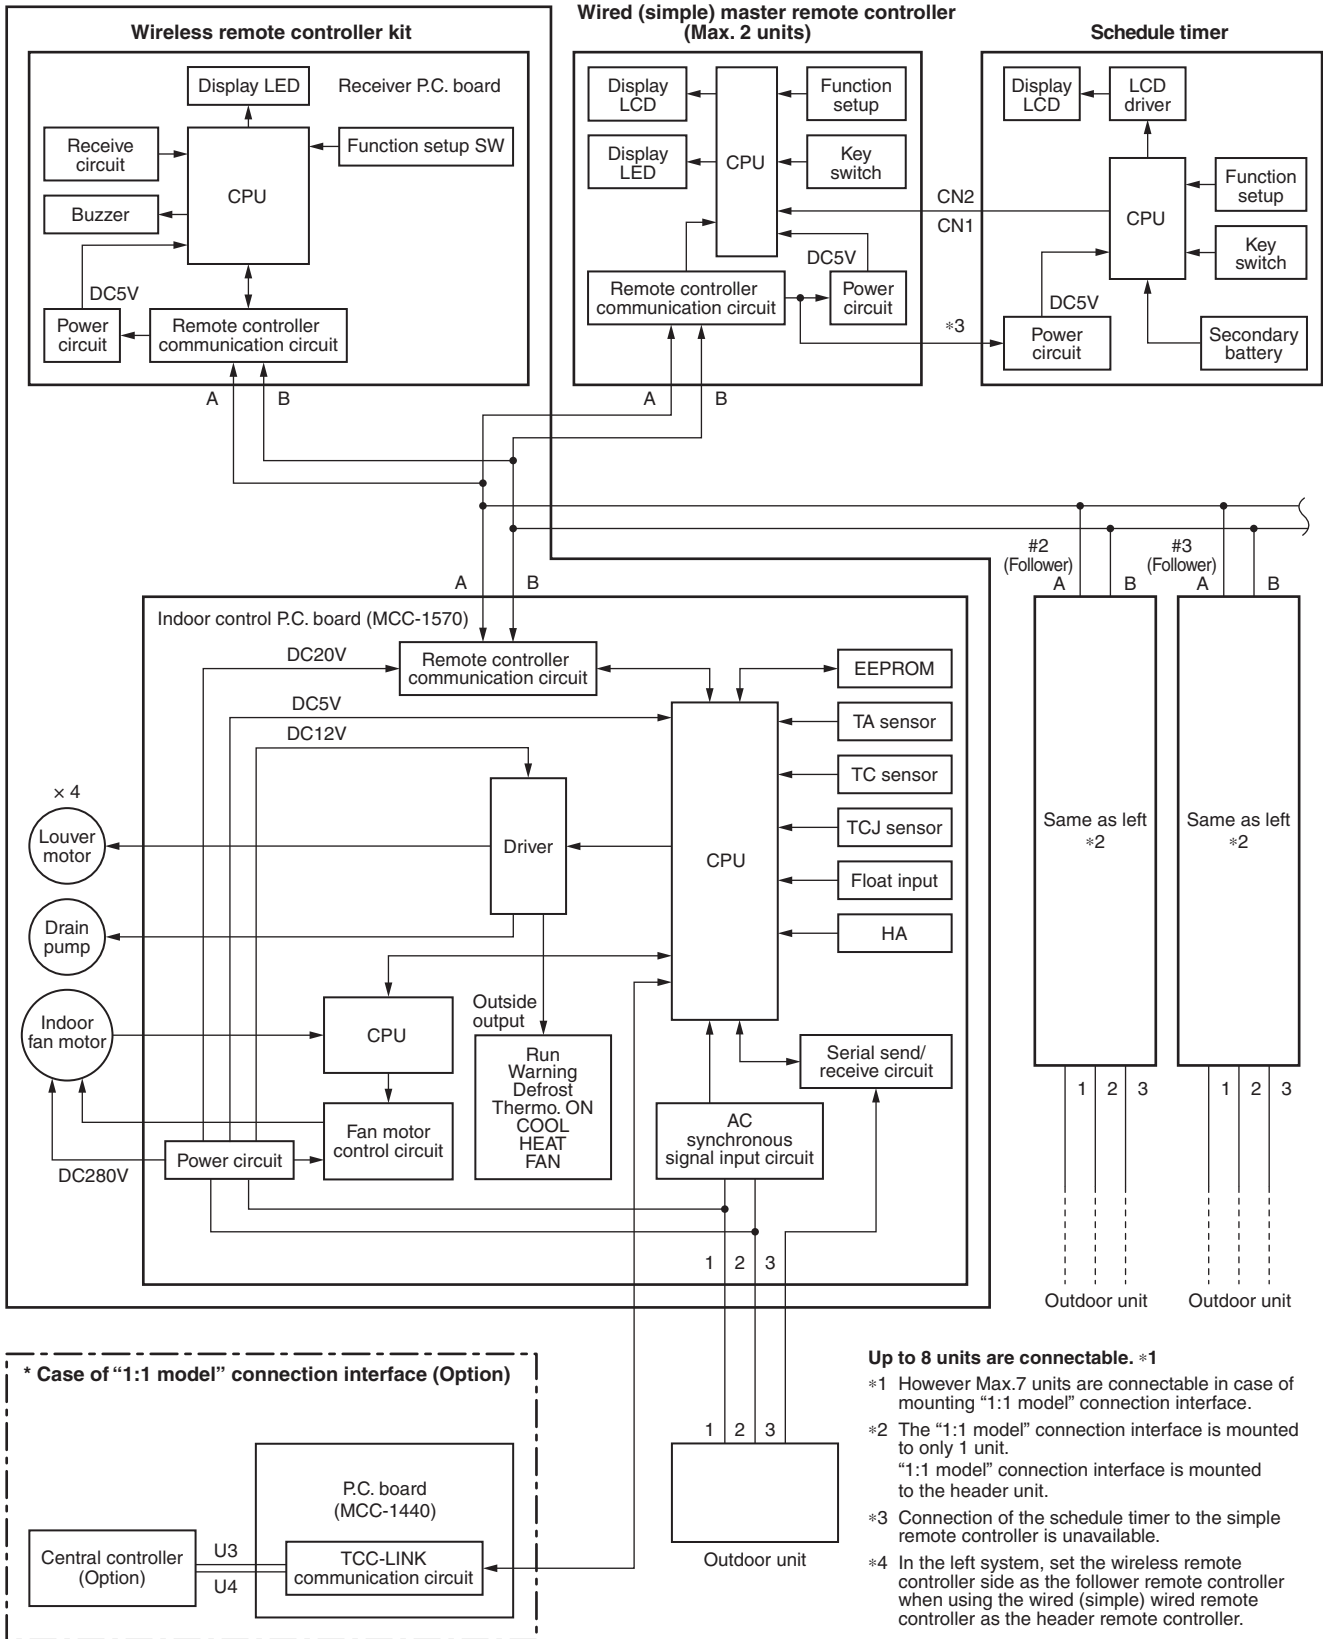 Wireless remote controller kit
Wired (simple) master remote controller
(Max. 2 units)
Schedule timer
Display LED
Receiver P.C. board
Receive
circuit
CPU
Function setup SW
Buzzer
DC5V
Power
circuit
Remote controller
communication circuit
A
B
Display
LCD
Function
setup
Display
LED
CPU
Key
switch
DC5V
Remote controller
communication circuit
Power
circuit
A
B
CN2
CN1
∗3
Display
LCD
LCD
driver
CPU
Function
setup
Key
switch
DC5V
Power
circuit
Secondary
battery
#2
(Follower)
A
B
#3
(Follower)
A
B
A
B
Indoor control P.C. board (MCC-1570)
DC20V
Remote controller
communication circuit
EEPROM
DC5V
TA sensor
DC12V
TC sensor
× 4
Louver
motor
Driver
CPU
TCJ sensor
Same as left
∗2
Same as left
∗2
Float input
Drain
pump
HA
Indoor
fan motor
CPU
Outside
output
Run
Warning
Defrost
Thermo. ON
COOL
HEAT
FAN
Serial send/
receive circuit
AC
synchronous
signal input circuit
Fan motor
control circuit
Power circuit
DC280V
1 2 3
1 2 3
1 2 3
Outdoor unit
Outdoor unit
* Case of “1:1 model” connection interface (Option)
P.C. board
(MCC-1440)
Central controller
(Option)
U3
U4
TCC-LINK
communication circuit
1 2 3
Outdoor unit
Up to 8 units are connectable. ∗1
∗1 However Max.7 units are connectable in case of
mounting “1:1 model” connection interface.
∗2 The “1:1 model” connection interface is mounted
to only 1 unit.
“1:1 model” connection interface is mounted
to the header unit.
∗3 Connection of the schedule timer to the simple
remote controller is unavailable.
∗4 In the left system, set the wireless remote
controller side as the follower remote controller
when using the wired (simple) wired remote
controller as the header remote controller.